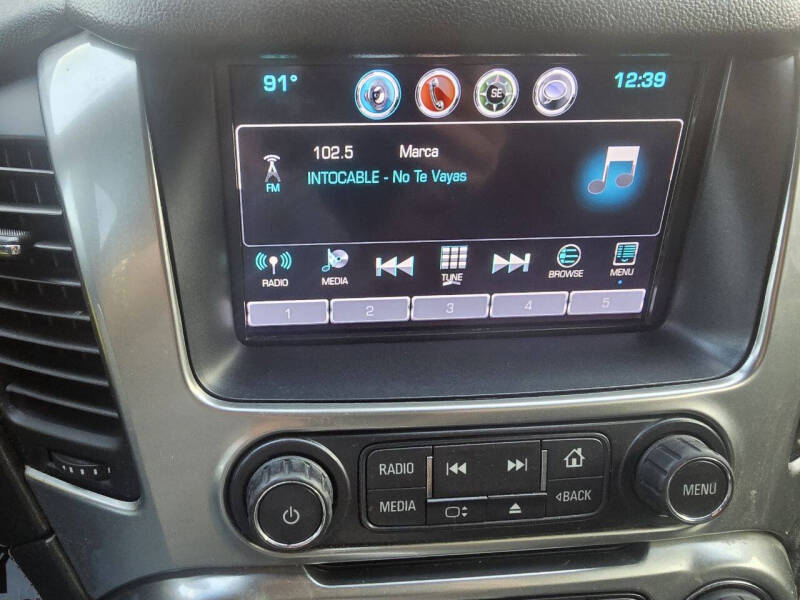 91° SE 12:39
102.5 Marca
FM INTOCABLE - No Te Vayas
RADIO MEDIA TUNE BROWSE MENU
1 2 3 4 5
RADIO
MEDIA BACK MENU